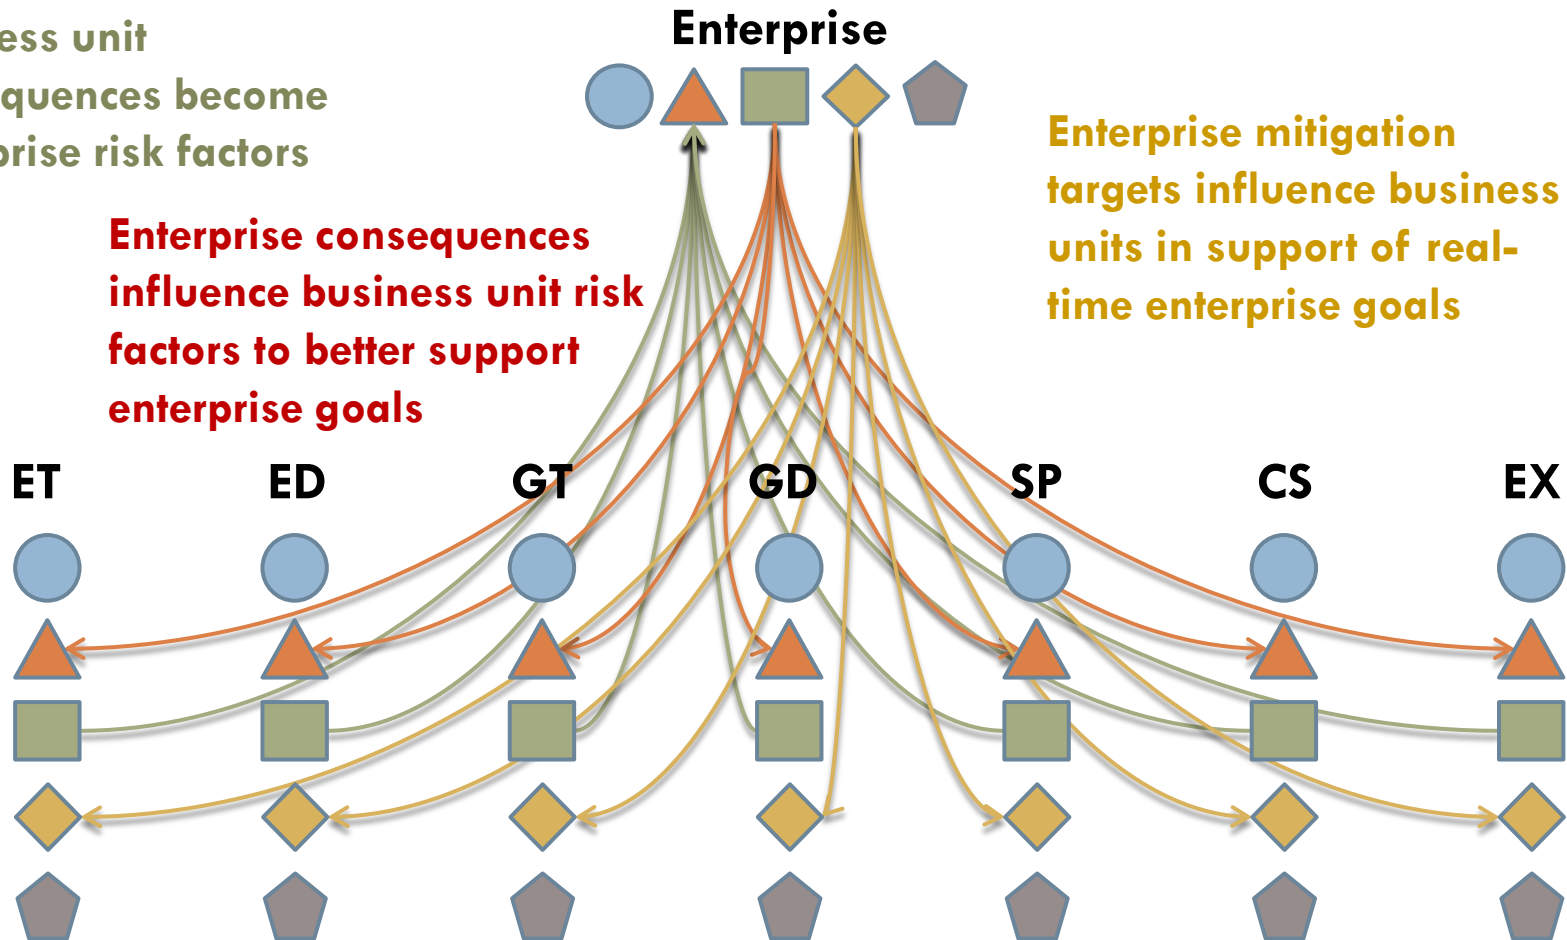 Enterprise
ess unit
quences become
prise risk factors
Enterprise mitigation
targets influence business
units in support of real-
time enterprise goals
Enterprise consequences
influence business unit risk
factors to better support
enterprise goals
ET ED GT GD SP CS EX